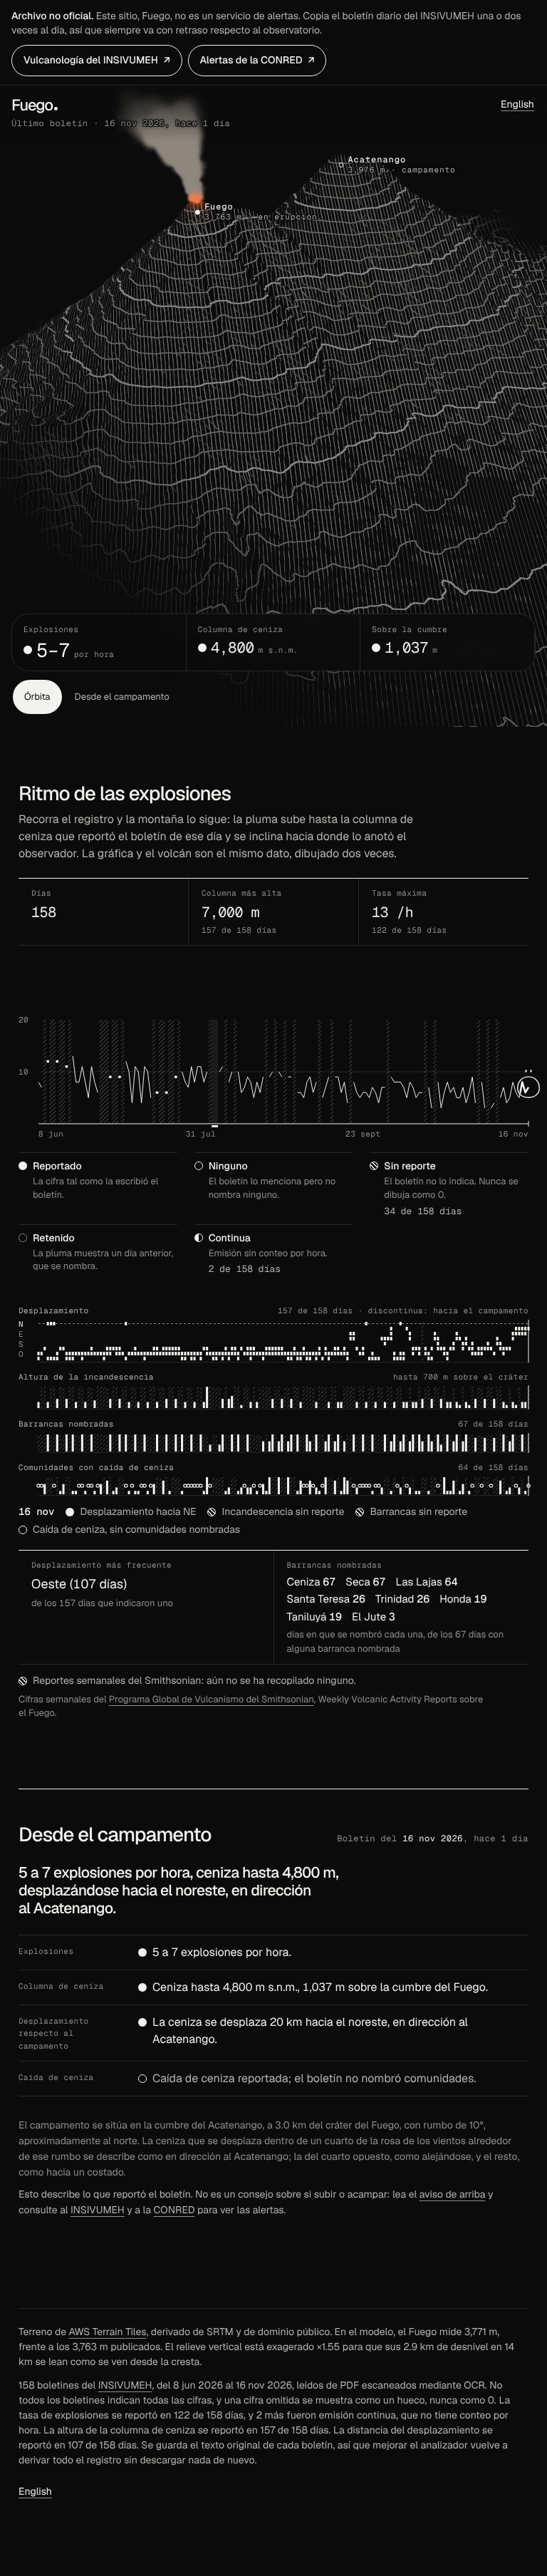 Archivo no oficial. Este sitio, Fuego, no es un servicio de alertas. Copia el boletín diario del INSIVUMEH una o dos
veces al día, así que siempre va con retraso respecto al observatorio.
Vulcanología del INSIVUMEH ↗ Alertas de la CONRED ↗
Fuego. English
Último boletín · 16 nov 2026, hace 1 día
Acatenango
3,976 m · campamento
Fuego
3,763 m · en erupción
Explosiones Columna de ceniza Sobre la cumbre
5–7 por hora 4,800 m s.n.m. 1,037 m
Órbita Desde el campamento
Ritmo de las explosiones
Recorra el registro y la montaña lo sigue: la pluma sube hasta la columna de
ceniza que reportó el boletín de ese día y se inclina hacia donde lo anotó el
observador. La gráfica y el volcán son el mismo dato, dibujado dos veces.
Días Columna más alta Tasa máxima
158 7,000 m 13 /h
157 de 158 días 122 de 158 días
20
10
8 jun 31 jul 23 sept 16 nov
Reportado Ninguno Sin reporte
La cifra tal como la escribió el El boletín lo menciona pero no El boletín no lo indica. Nunca se
boletín. nombra ninguno. dibuja como 0.
34 de 158 días
Retenido Continua
La pluma muestra un día anterior, Emisión sin conteo por hora.
que se nombra. 2 de 158 días
Desplazamiento 157 de 158 días · discontinua: hacia el campamento
N
E
S
O
Altura de la incandescencia hasta 700 m sobre el cráter
Barrancas nombradas 67 de 158 días
Comunidades con caída de ceniza 64 de 158 días
16 nov Desplazamiento hacia NE Incandescencia sin reporte Barrancas sin reporte
Caída de ceniza, sin comunidades nombradas
Desplazamiento más frecuente Barrancas nombradas
Oeste (107 días) Ceniza 67 Seca 67 Las Lajas 64
de los 157 días que indicaron uno Santa Teresa 26 Trinidad 26 Honda 19
Taniluyá 19 El Jute 3
días en que se nombró cada una, de los 67 días con
alguna barranca nombrada
Reportes semanales del Smithsonian: aún no se ha recopilado ninguno.
Cifras semanales del Programa Global de Vulcanismo del Smithsonian, Weekly Volcanic Activity Reports sobre
el Fuego.
Desde el campamento Boletín del 16 nov 2026, hace 1 día
5 a 7 explosiones por hora, ceniza hasta 4,800 m,
desplazándose hacia el noreste, en dirección
al Acatenango.
Explosiones 5 a 7 explosiones por hora.
Columna de ceniza Ceniza hasta 4,800 m s.n.m., 1,037 m sobre la cumbre del Fuego.
Desplazamiento La ceniza se desplaza 20 km hacia el noreste, en dirección al
respecto al Acatenango.
campamento
Caída de ceniza Caída de ceniza reportada; el boletín no nombró comunidades.
El campamento se sitúa en la cumbre del Acatenango, a 3.0 km del cráter del Fuego, con rumbo de 10°,
aproximadamente al norte. La ceniza que se desplaza dentro de un cuarto de la rosa de los vientos alrededor
de ese rumbo se describe como en dirección al Acatenango; la del cuarto opuesto, como alejándose, y el resto,
como hacia un costado.
Esto describe lo que reportó el boletín. No es un consejo sobre si subir o acampar: lea el aviso de arriba y
consulte al INSIVUMEH y a la CONRED para ver las alertas.
Terreno de AWS Terrain Tiles, derivado de SRTM y de dominio público. En el modelo, el Fuego mide 3,771 m,
frente a los 3,763 m publicados. El relieve vertical está exagerado ×1.55 para que sus 2.9 km de desnivel en 14
km se lean como se ven desde la cresta.
158 boletines del INSIVUMEH, del 8 jun 2026 al 16 nov 2026, leídos de PDF escaneados mediante OCR. No
todos los boletines indican todas las cifras, y una cifra omitida se muestra como un hueco, nunca como 0. La
tasa de explosiones se reportó en 122 de 158 días, y 2 más fueron emisión continua, que no tiene conteo por
hora. La altura de la columna de ceniza se reportó en 157 de 158 días. La distancia del desplazamiento se
reportó en 107 de 158 días. Se guarda el texto original de cada boletín, así que mejorar el analizador vuelve a
derivar todo el registro sin descargar nada de nuevo.
English